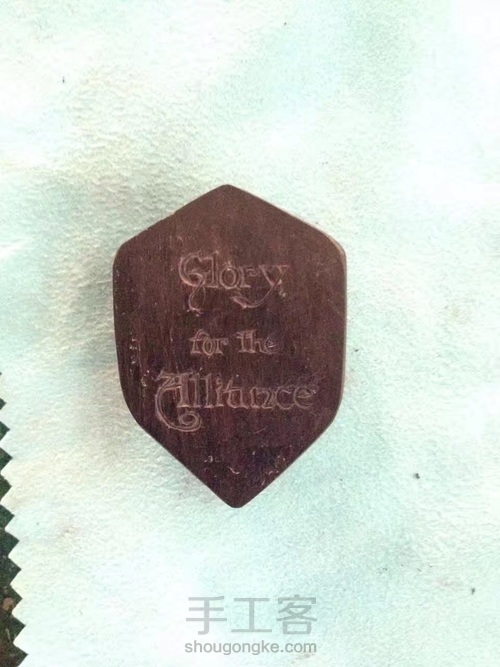 Glory
for the
Alliance
手工客
shougongke.com